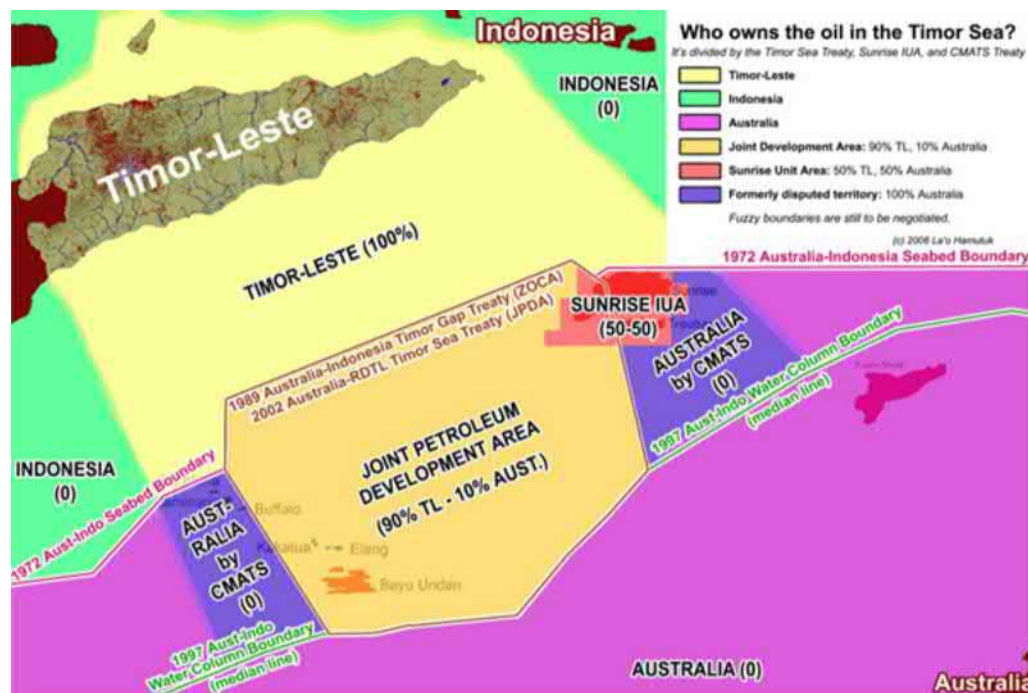 Indonesia
Who owns the oil in the Timor Sea?
It's divided by the Timor Sea Treaty, Sunrise IUA, and CMATS Treaty
Timor-Leste
Indonesia
Australia
Joint Development Area: 90% TL, 10% Australia
Sunrise Unit Area: 50% TL, 50% Australia
Formerly disputed territory: 100% Australia
Fuzzy boundaries are still to be negotiated.
(c) 2006 La'o Hamutuk
INDONESIA
(0)
Timor-Leste
TIMOR-LESTE (100%)
1972 Australia-Indonesia Seabed Boundary
1989 Australia-Indonesia Timor Gap Treaty (ZOCA)
2002 Australia-RDTL Timor Sea Treaty (JPDA)
Sunrise
SUNRISE IUA
(50-50)
AUSTRALIA
by CMATS
(0)
1997 Aust-Indo Water Column Boundary
(median line)
JOINT PETROLEUM
DEVELOPMENT AREA
(90% TL - 10% AUST.)
INDONESIA
(0)
1972 Aust-Indo Seabed Boundary
AUST-
RALIA
by
CMATS
(0)
Buffalo
Kakatua
Elang
Bayu Undan
1997 Aust-Indo
Water Column Boundary
(median line)
AUSTRALIA (0)
Australia